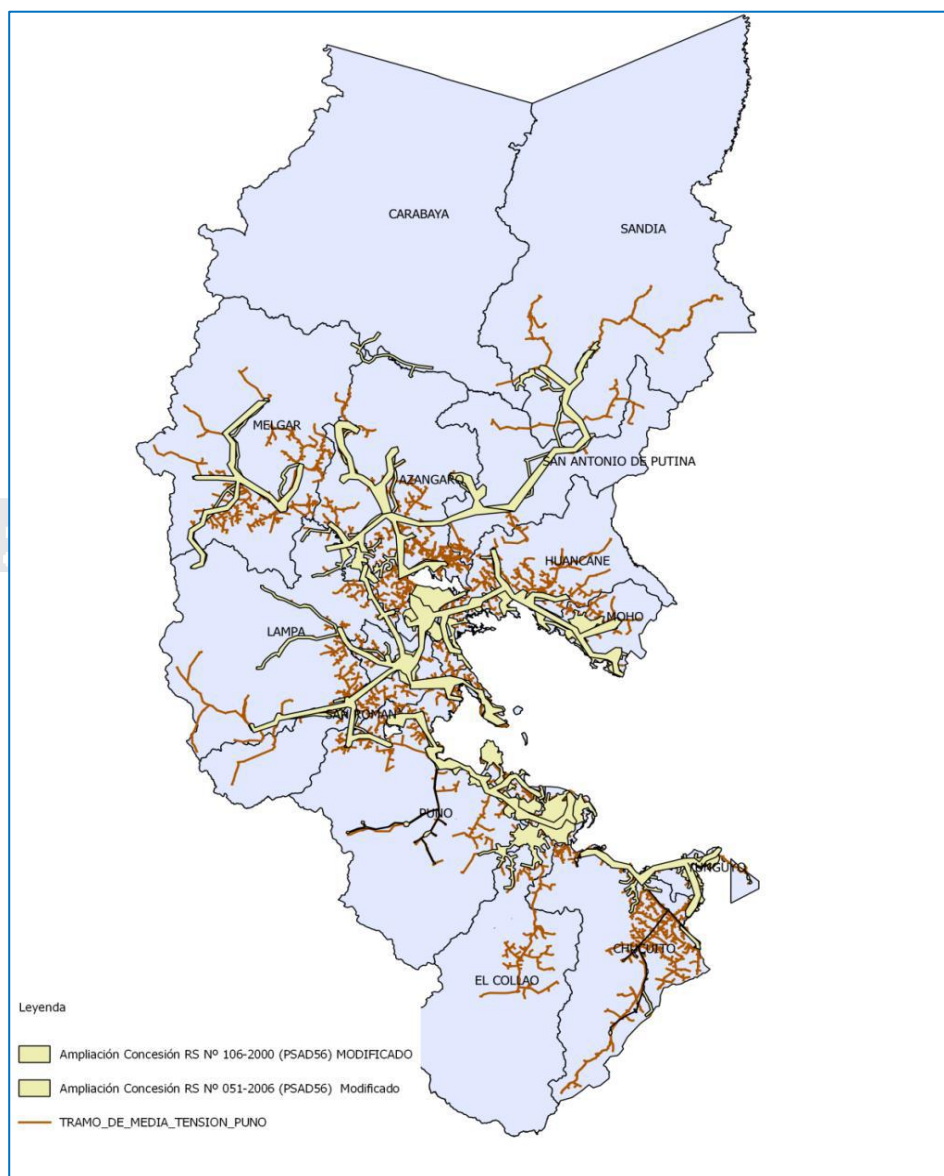 CARABAYA
SANDIA
MELGAR
SAN ANTONIO DE PUTINA
AZANGARO
HUANCANE
MOHO
LAMPA
SAN ROMAN
PUNO
YUNGUYO
CHUCUITO
EL COLLAO
Leyenda
Ampliación Concesión RS Nº 106-2000 (PSAD56) MODIFICADO
Ampliación Concesión RS Nº 051-2006 (PSAD56) Modificado
TRAMO_DE_MEDIA_TENSION_PUNO